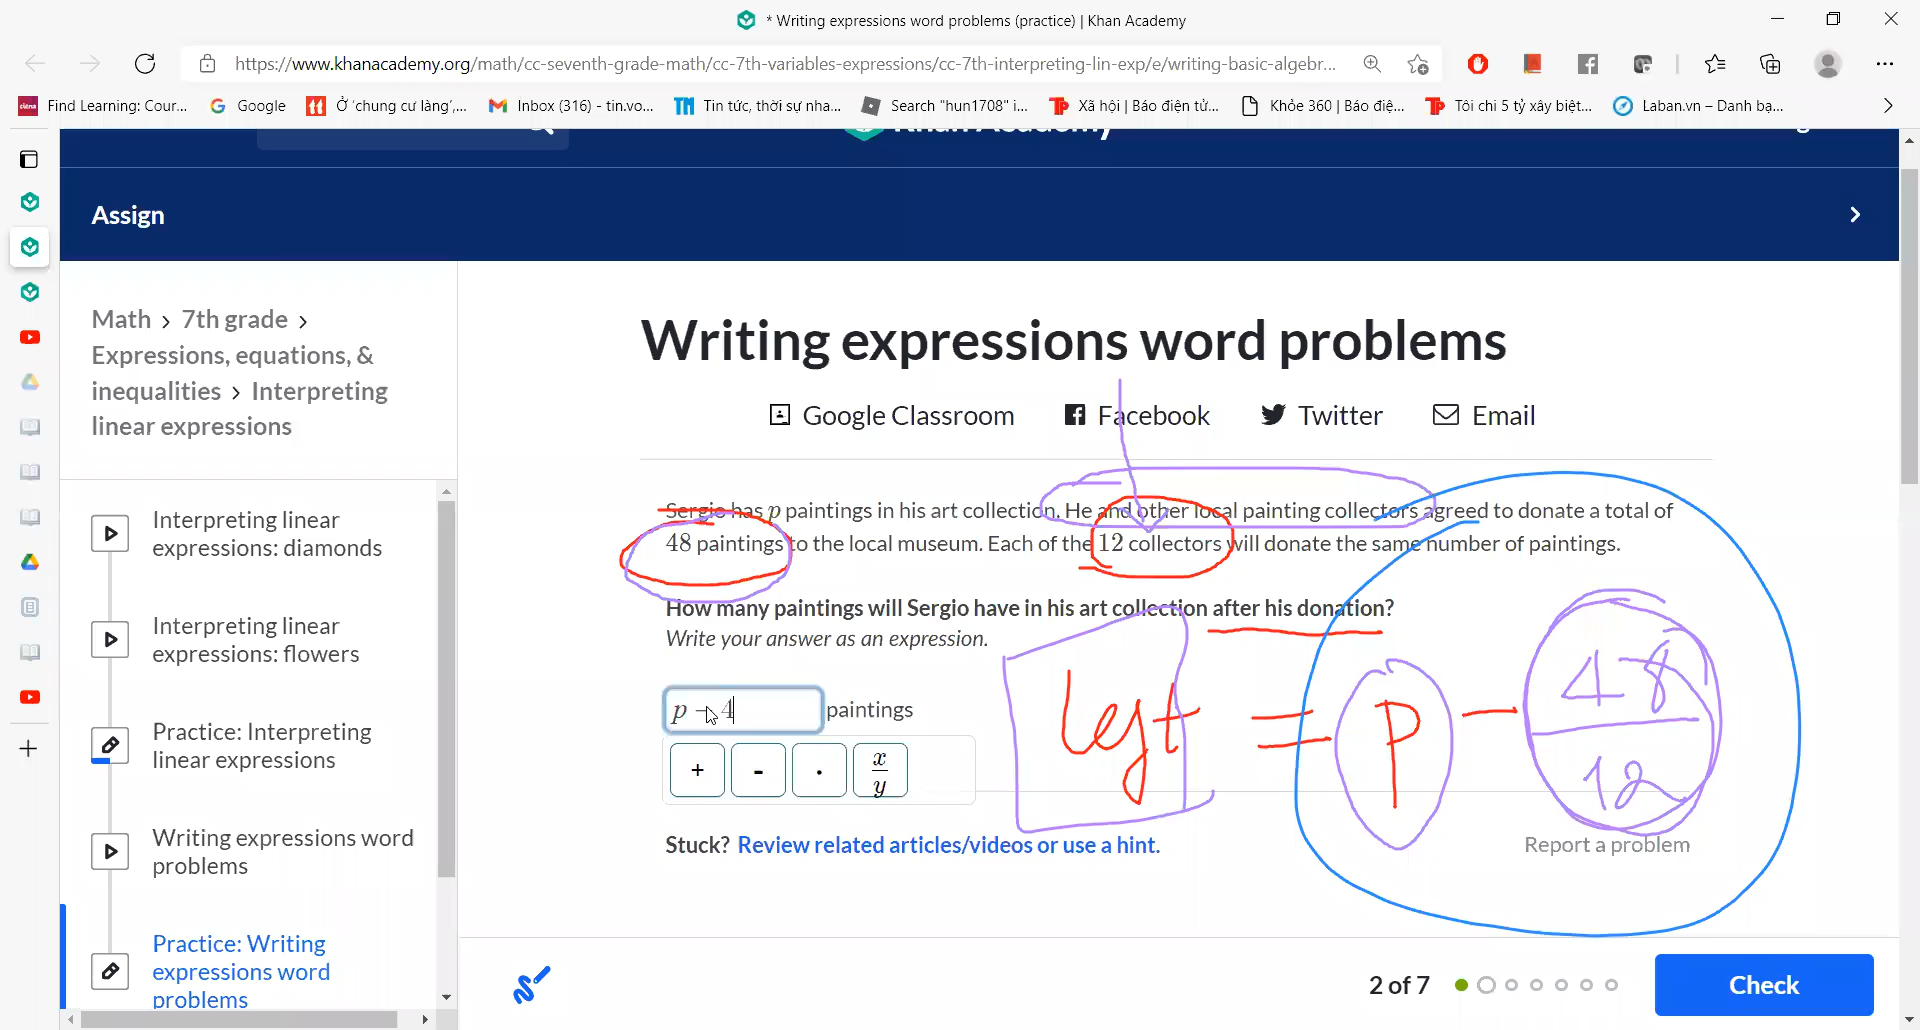 * Writing expressions word problems (practice) | Khan Academy
https://www.khanacademy.org/math/cc-seventh-grade-math/cc-7th-variables-expressions/cc-7th-interpreting-lin-exp/e/writing-basic-algebr...
Find Learning: Cour...
Google
Ở 'chung cư làng',...
Inbox (316) - tin.vo...
Tin tức, thời sự nha...
Search "hun1708" i...
Xã hội | Báo điện tử...
Khỏe 360 | Báo điệ...
Tôi chi 5 tỷ xây biệt...
Laban.vn – Danh bạ...
Khan Academy
Assign
Math › 7th grade ›
Expressions, equations, &
inequalities › Interpreting
linear expressions
Interpreting linear
expressions: diamonds
Interpreting linear
expressions: flowers
Practice: Interpreting
linear expressions
Writing expressions word
problems
Practice: Writing
expressions word
problems
Writing expressions word problems
Google Classroom
Facebook
Twitter
Email
Sergio has p paintings in his art collection. He and other local painting collectors agreed to donate a total of
48 paintings to the local museum. Each of the 12 collectors will donate the same number of paintings.
How many paintings will Sergio have in his art collection after his donation?
Write your answer as an expression.
p - 4 paintings
+ - · x/y
left = P - 48/12
Stuck? Review related articles/videos or use a hint.
Report a problem
2 of 7
Check